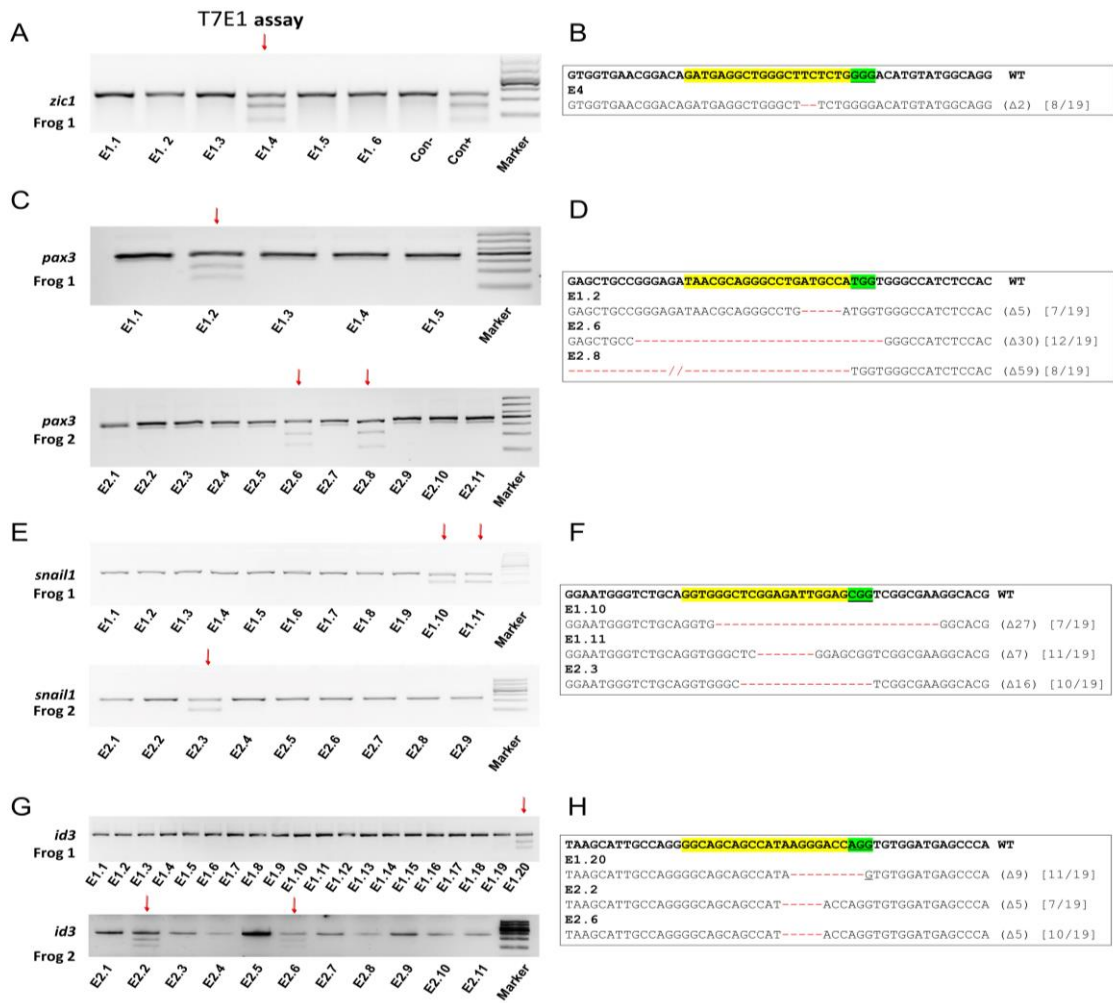 T7E1 assay
A
zic1
Frog 1
E1.1 E1. 2 E1.3 E1.4 E1.5 E1. 6 Con- Con+ Marker
B
GTGGTGAACGGACAGATGAGGCTGGGCTTCTCTGGGGACATGTATGGCAGG WT
E4
GTGGTGAACGGACAGATGAGGCTGGGCT--TCTGGGGACATGTATGGCAGG (Δ2) [8/19]
C
pax3
Frog 1
E1.1 E1.2 E1.3 E1.4 E1.5 Marker
pax3
Frog 2
E2.1 E2.2 E2.3 E2.4 E2.5 E2.6 E2.7 E2.8 E2.9 E2.10 E2.11 Marker
D
GAGCTGCCGGGAGATAACGCAGGGCCTGATGCCATGGTGGGCCATCTCCAC WT
E1.2
GAGCTGCCGGGAGATAACGCAGGGCCTG-----ATGGTGGGCCATCTCCAC (Δ5) [7/19]
E2.6
GAGCTGCC------------------------------GGGCCATCTCCAC (Δ30) [12/19]
E2.8
------------//--------------------TGGTGGGCCATCTCCAC (Δ59) [8/19]
E
snail1
Frog 1
E1.1 E1.2 E1.3 E1.4 E1.5 E1.6 E1.7 E1.8 E1.9 E1.10 E1.11 Marker
snail1
Frog 2
E2.1 E2.2 E2.3 E2.4 E2.5 E2.6 E2.7 E2.8 E2.9 Marker
F
GGAATGGGTCTGCAGGTGGGCTCGGAGATTGGAGCGGTCGGCGAAGGCACG WT
E1.10
GGAATGGGTCTGCAGGTG---------------------------GGCACG (Δ27) [7/19]
E1.11
GGAATGGGTCTGCAGGTGGGCTC-------GGAGCGGTCGGCGAAGGCACG (Δ7) [11/19]
E2.3
GGAATGGGTCTGCAGGTGGGC----------------TCGGCGAAGGCACG (Δ16) [10/19]
G
id3
Frog 1
E1.1 E1.2 E1.3 E1.4 E1.5 E1.6 E1.7 E1.8 E1.9 E1.10 E1.11 E1.12 E1.13 E1.14 E1.15 E1.16 E1.17 E1.18 E1.19 E1.20
id3
Frog 2
E2.1 E2.2 E2.3 E2.4 E2.5 E2.6 E2.7 E2.8 E2.9 E2.10 E2.11 Marker
H
TAAGCATTGCCAGGGGCAGCAGCCATAAGGGACCAGGTGTGGATGAGCCCA WT
E1.20
TAAGCATTGCCAGGGGCAGCAGCCATA---------GTGTGGATGAGCCCA (Δ9) [11/19]
E2.2
TAAGCATTGCCAGGGGCAGCAGCCAT-----ACCAGGTGTGGATGAGCCCA (Δ5) [7/19]
E2.6
TAAGCATTGCCAGGGGCAGCAGCCAT-----ACCAGGTGTGGATGAGCCCA (Δ5) [10/19]